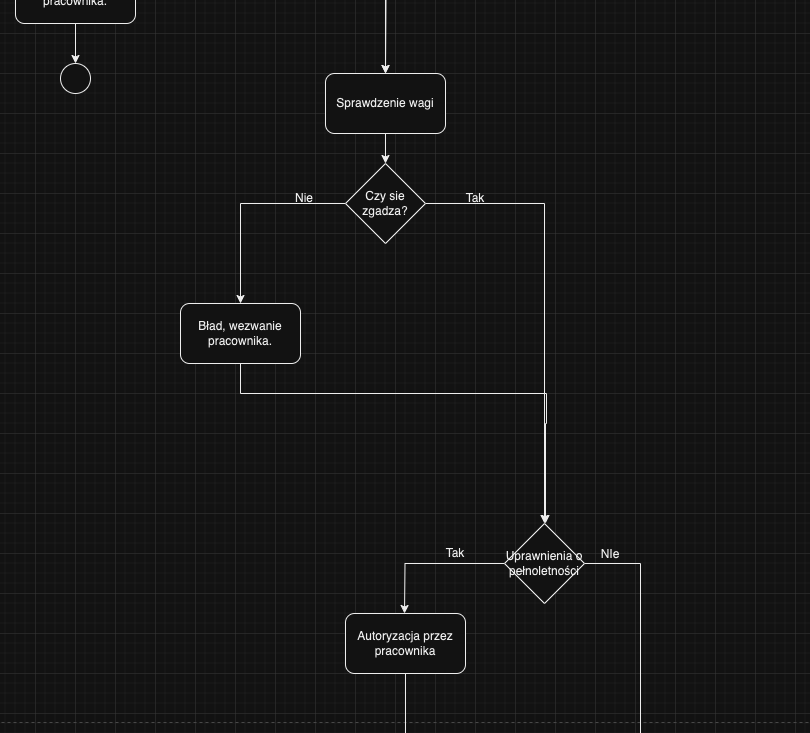 pracownika.
Sprawdzenie wagi
Czy sie
zgadza?
Nie
Tak
Bład, wezwanie
pracownika.
Uprawnienia o
pełnoletności
Tak
NIe
Autoryzacja przez
pracownika